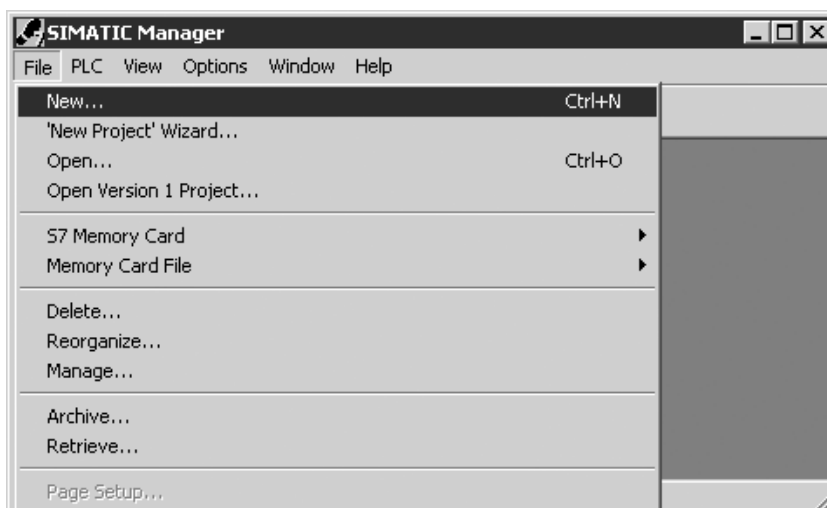 SIMATIC Manager
File PLC View Options Window Help
New... Ctrl+N
'New Project' Wizard...
Open... Ctrl+O
Open Version 1 Project...
S7 Memory Card
Memory Card File
Delete...
Reorganize...
Manage...
Archive...
Retrieve...
Page Setup...